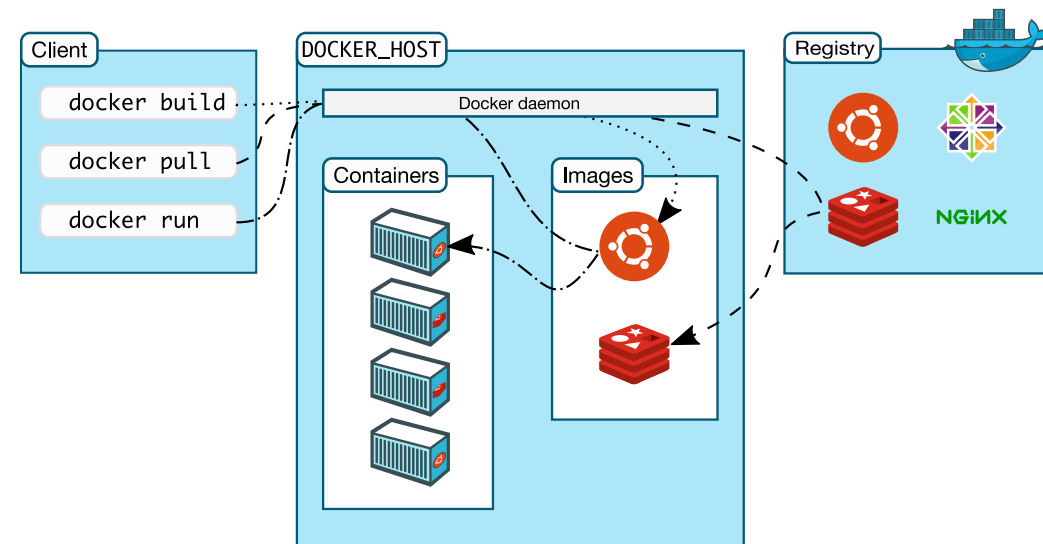 Client
docker build
docker pull
docker run
DOCKER_HOST
Docker daemon
Containers
Images
Registry
NGINX